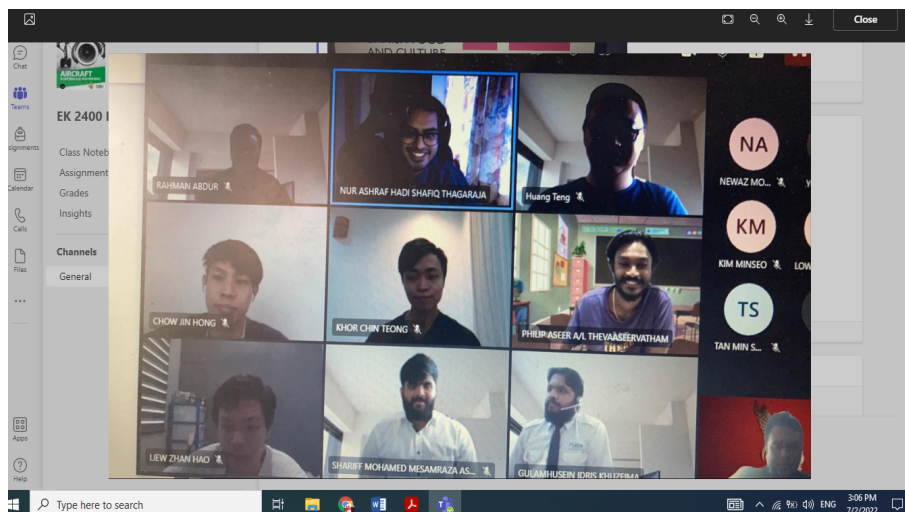 Close
AND CULTURE
Chat
Teams
Calendar
Calls
Files
Apps
Help
AIRCRAFT
EK 2400
Class Noteb
Assignment
Grades
Insights
Channels
General
RAHMAN ABDUR
NUR ASHRAF HADI SHAFIQ THAGARAJA
Huang Teng
NA
NEWAZ MO...
CHOW JIN HONG
KHOR CHIN TEONG
PHILIP ASEER A/L THEVAASEERVATHAM
KM
KIM MINSEO
LOW
TS
TAN MIN S...
LIEW ZHAN HAO
SHARIFF MOHAMED MESAMRAZA AS...
GULAMHUSEIN IDRIS KHUZEIMA
Type here to search
ENG
3:06 PM
7/2/2022